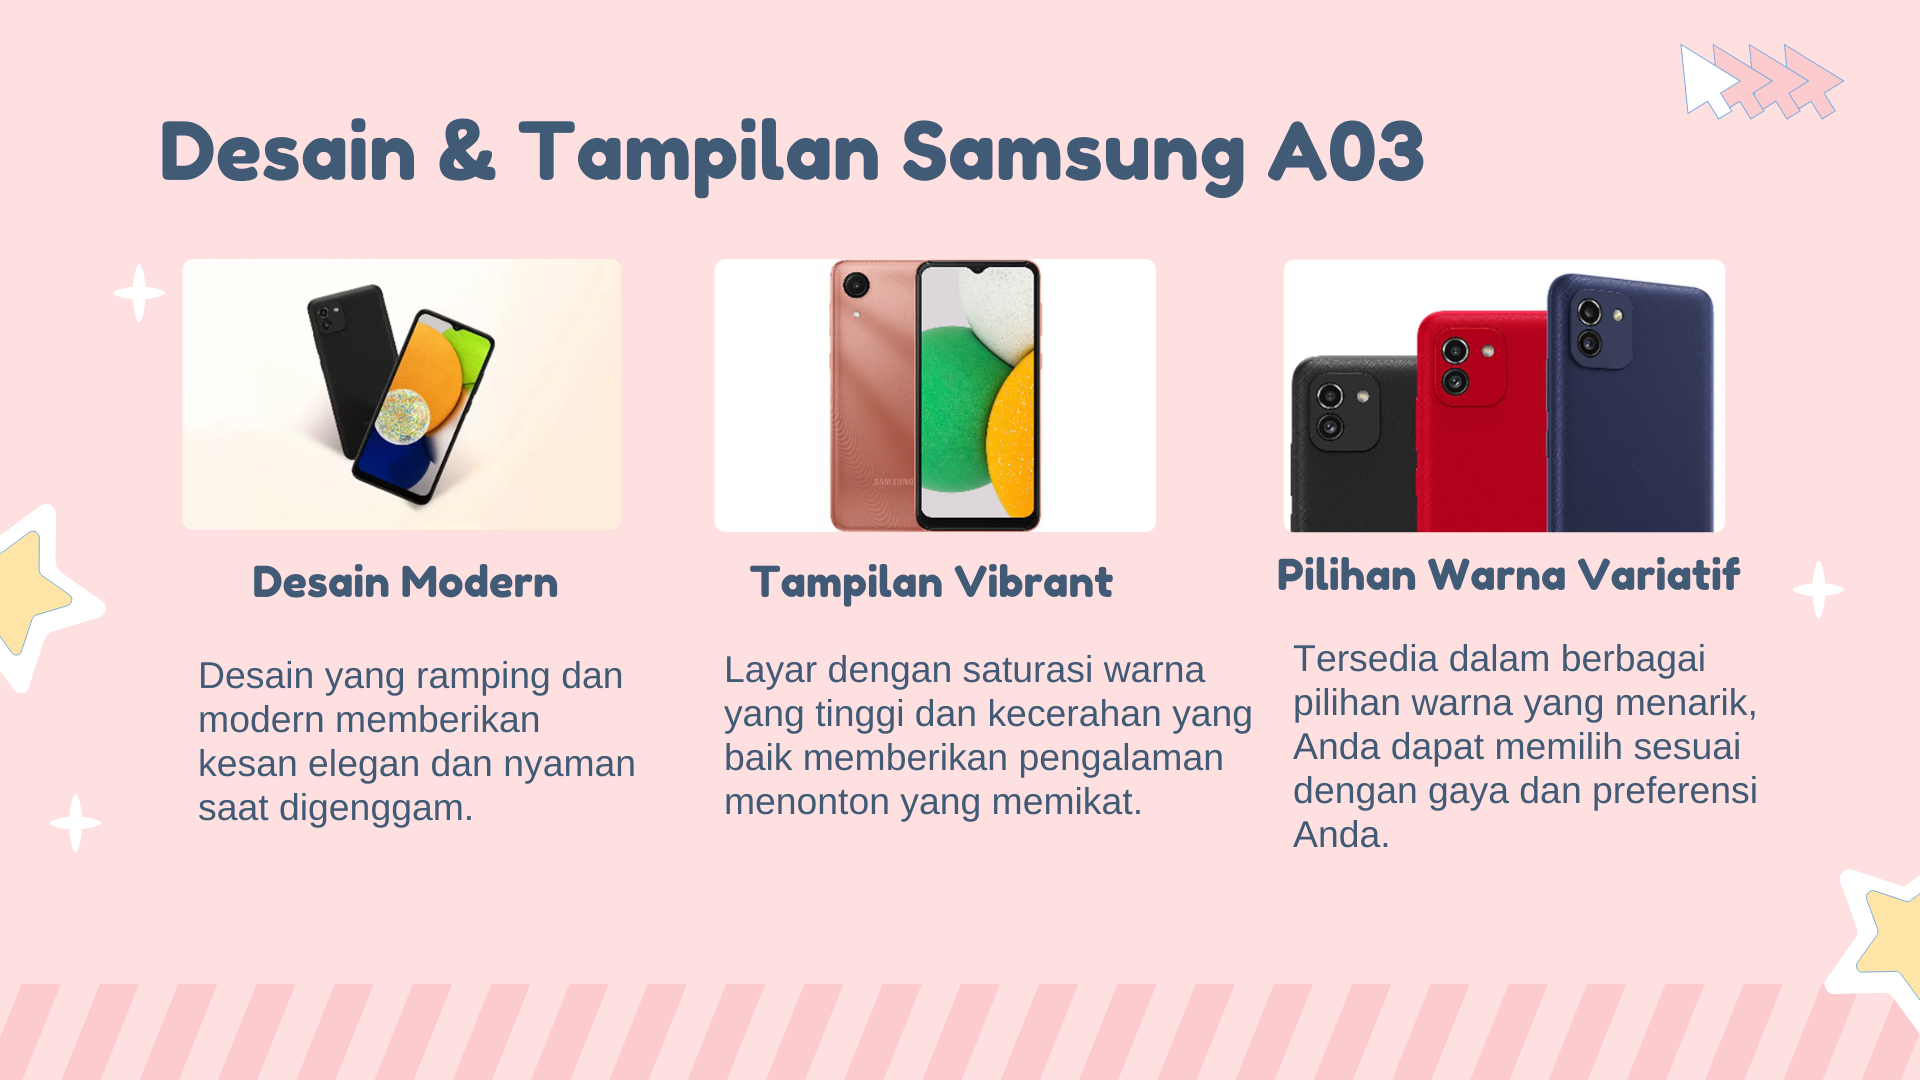 Desain & Tampilan Samsung A03
SAMSUNG
Desain Modern
Desain yang ramping dan
modern memberikan
kesan elegan dan nyaman
saat digenggam.
Tampilan Vibrant
Layar dengan saturasi warna
yang tinggi dan kecerahan yang
baik memberikan pengalaman
menonton yang memikat.
Pilihan Warna Variatif
Tersedia dalam berbagai
pilihan warna yang menarik,
Anda dapat memilih sesuai
dengan gaya dan preferensi
Anda.